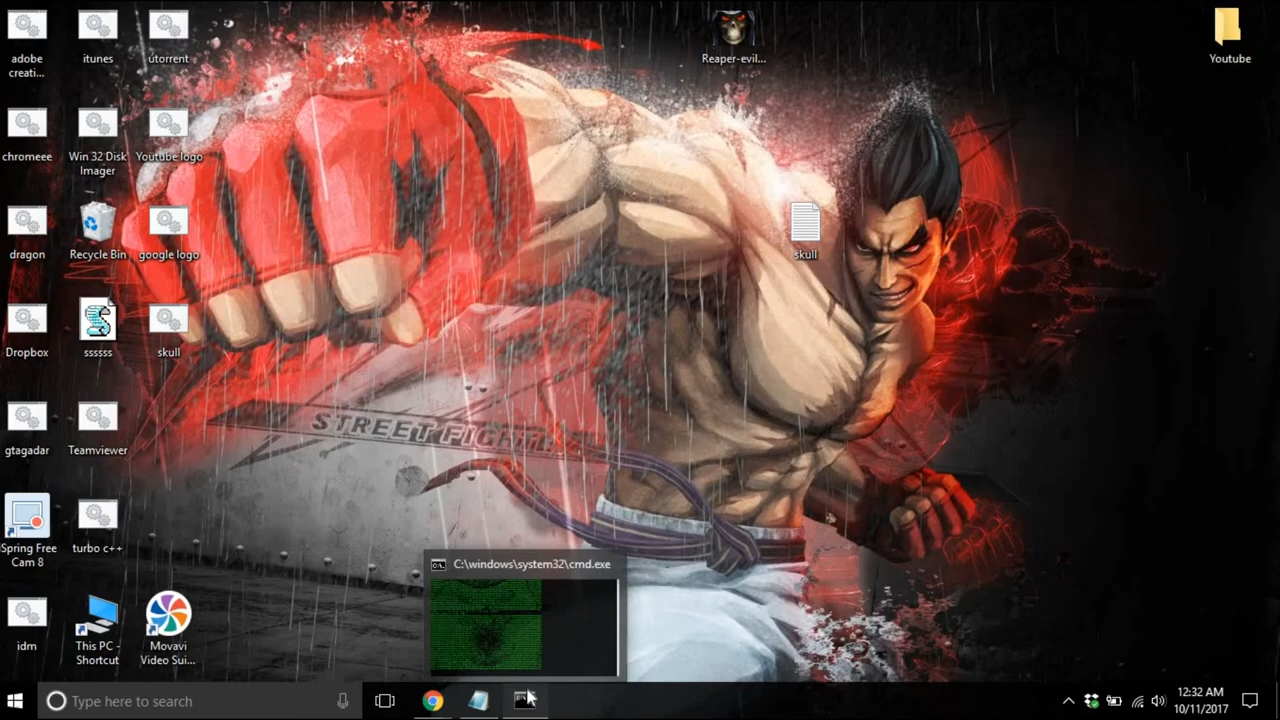 adobe
creati...
itunes
utorrent
Reaper-evil...
Youtube
chromeee
Win 32 Disk
Imager
Youtube logo
dragon
Recycle Bin
google logo
skull
Dropbox
ssssss
skull
gtagadar
Teamviewer
STREET FIGHT
iSpring Free
Cam 8
turbo c++
C:\windows\system32\cmd.exe
idm
This PC -
Shortcut
Movavi
Video Sui...
Type here to search
12:32 AM
10/11/2017